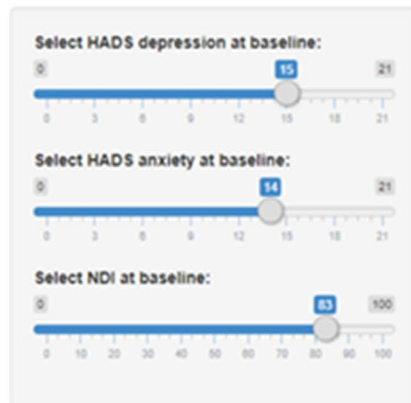 Select HADS depression at baseline:
0 15 21
0 3 6 9 12 15 18 21
Select HADS anxiety at baseline:
0 14 21
0 3 6 9 12 15 18 21
Select NDI at baseline:
0 83 100
0 10 20 30 40 50 60 70 80 90 100